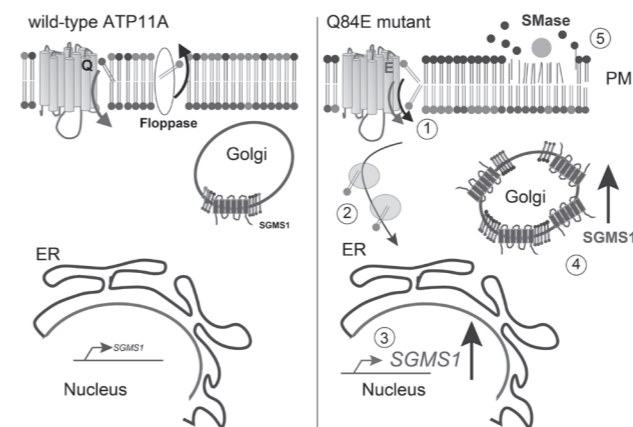 wild-type ATP11A
Q
Floppase
Golgi
SGMS1
ER
SGMS1
Nucleus
Q84E mutant
SMase
5
E
PM
1
2
Golgi
SGMS1
4
ER
3
SGMS1
Nucleus